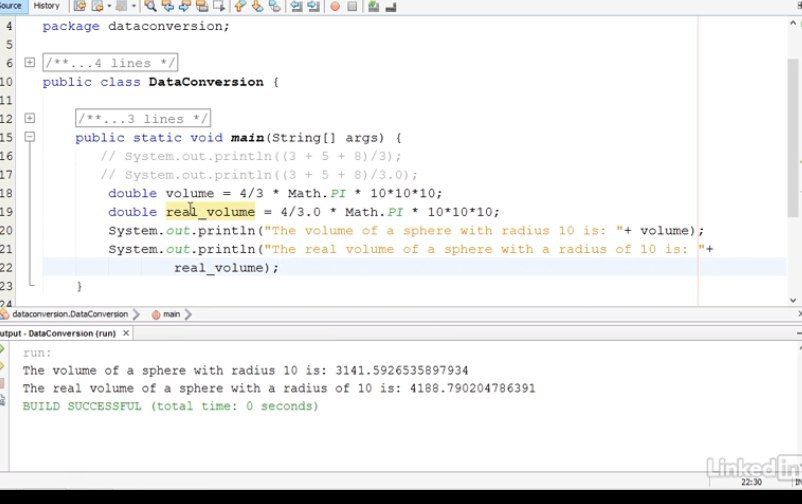 Source History
4 package dataconversion;
5
6 /**...4 lines */
10 public class DataConversion {
11
12 /**...3 lines */
15 public static void main(String[] args) {
16 // System.out.println((3 + 5 + 8)/3);
17 // System.out.println((3 + 5 + 8)/3.0);
18 double volume = 4/3 * Math.PI * 10*10*10;
19 double real_volume = 4/3.0 * Math.PI * 10*10*10;
20 System.out.println("The volume of a sphere with radius 10 is: "+ volume);
21 System.out.println("The real volume of a sphere with a radius of 10 is: "+
22 real_volume);
23 }
24
dataconversion.DataConversion main
utput - DataConversion (run) ×
run:
The volume of a sphere with radius 10 is: 3141.5926535897934
The real volume of a sphere with a radius of 10 is: 4188.790204786391
BUILD SUCCESSFUL (total time: 0 seconds)
Linked in
22:30 IN